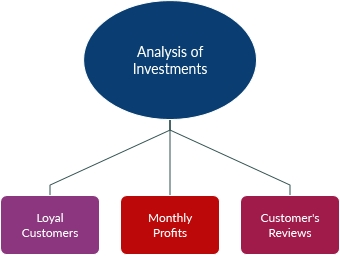 Analysis of
Investments
Loyal
Customers
Monthly
Profits
Customer's
Reviews